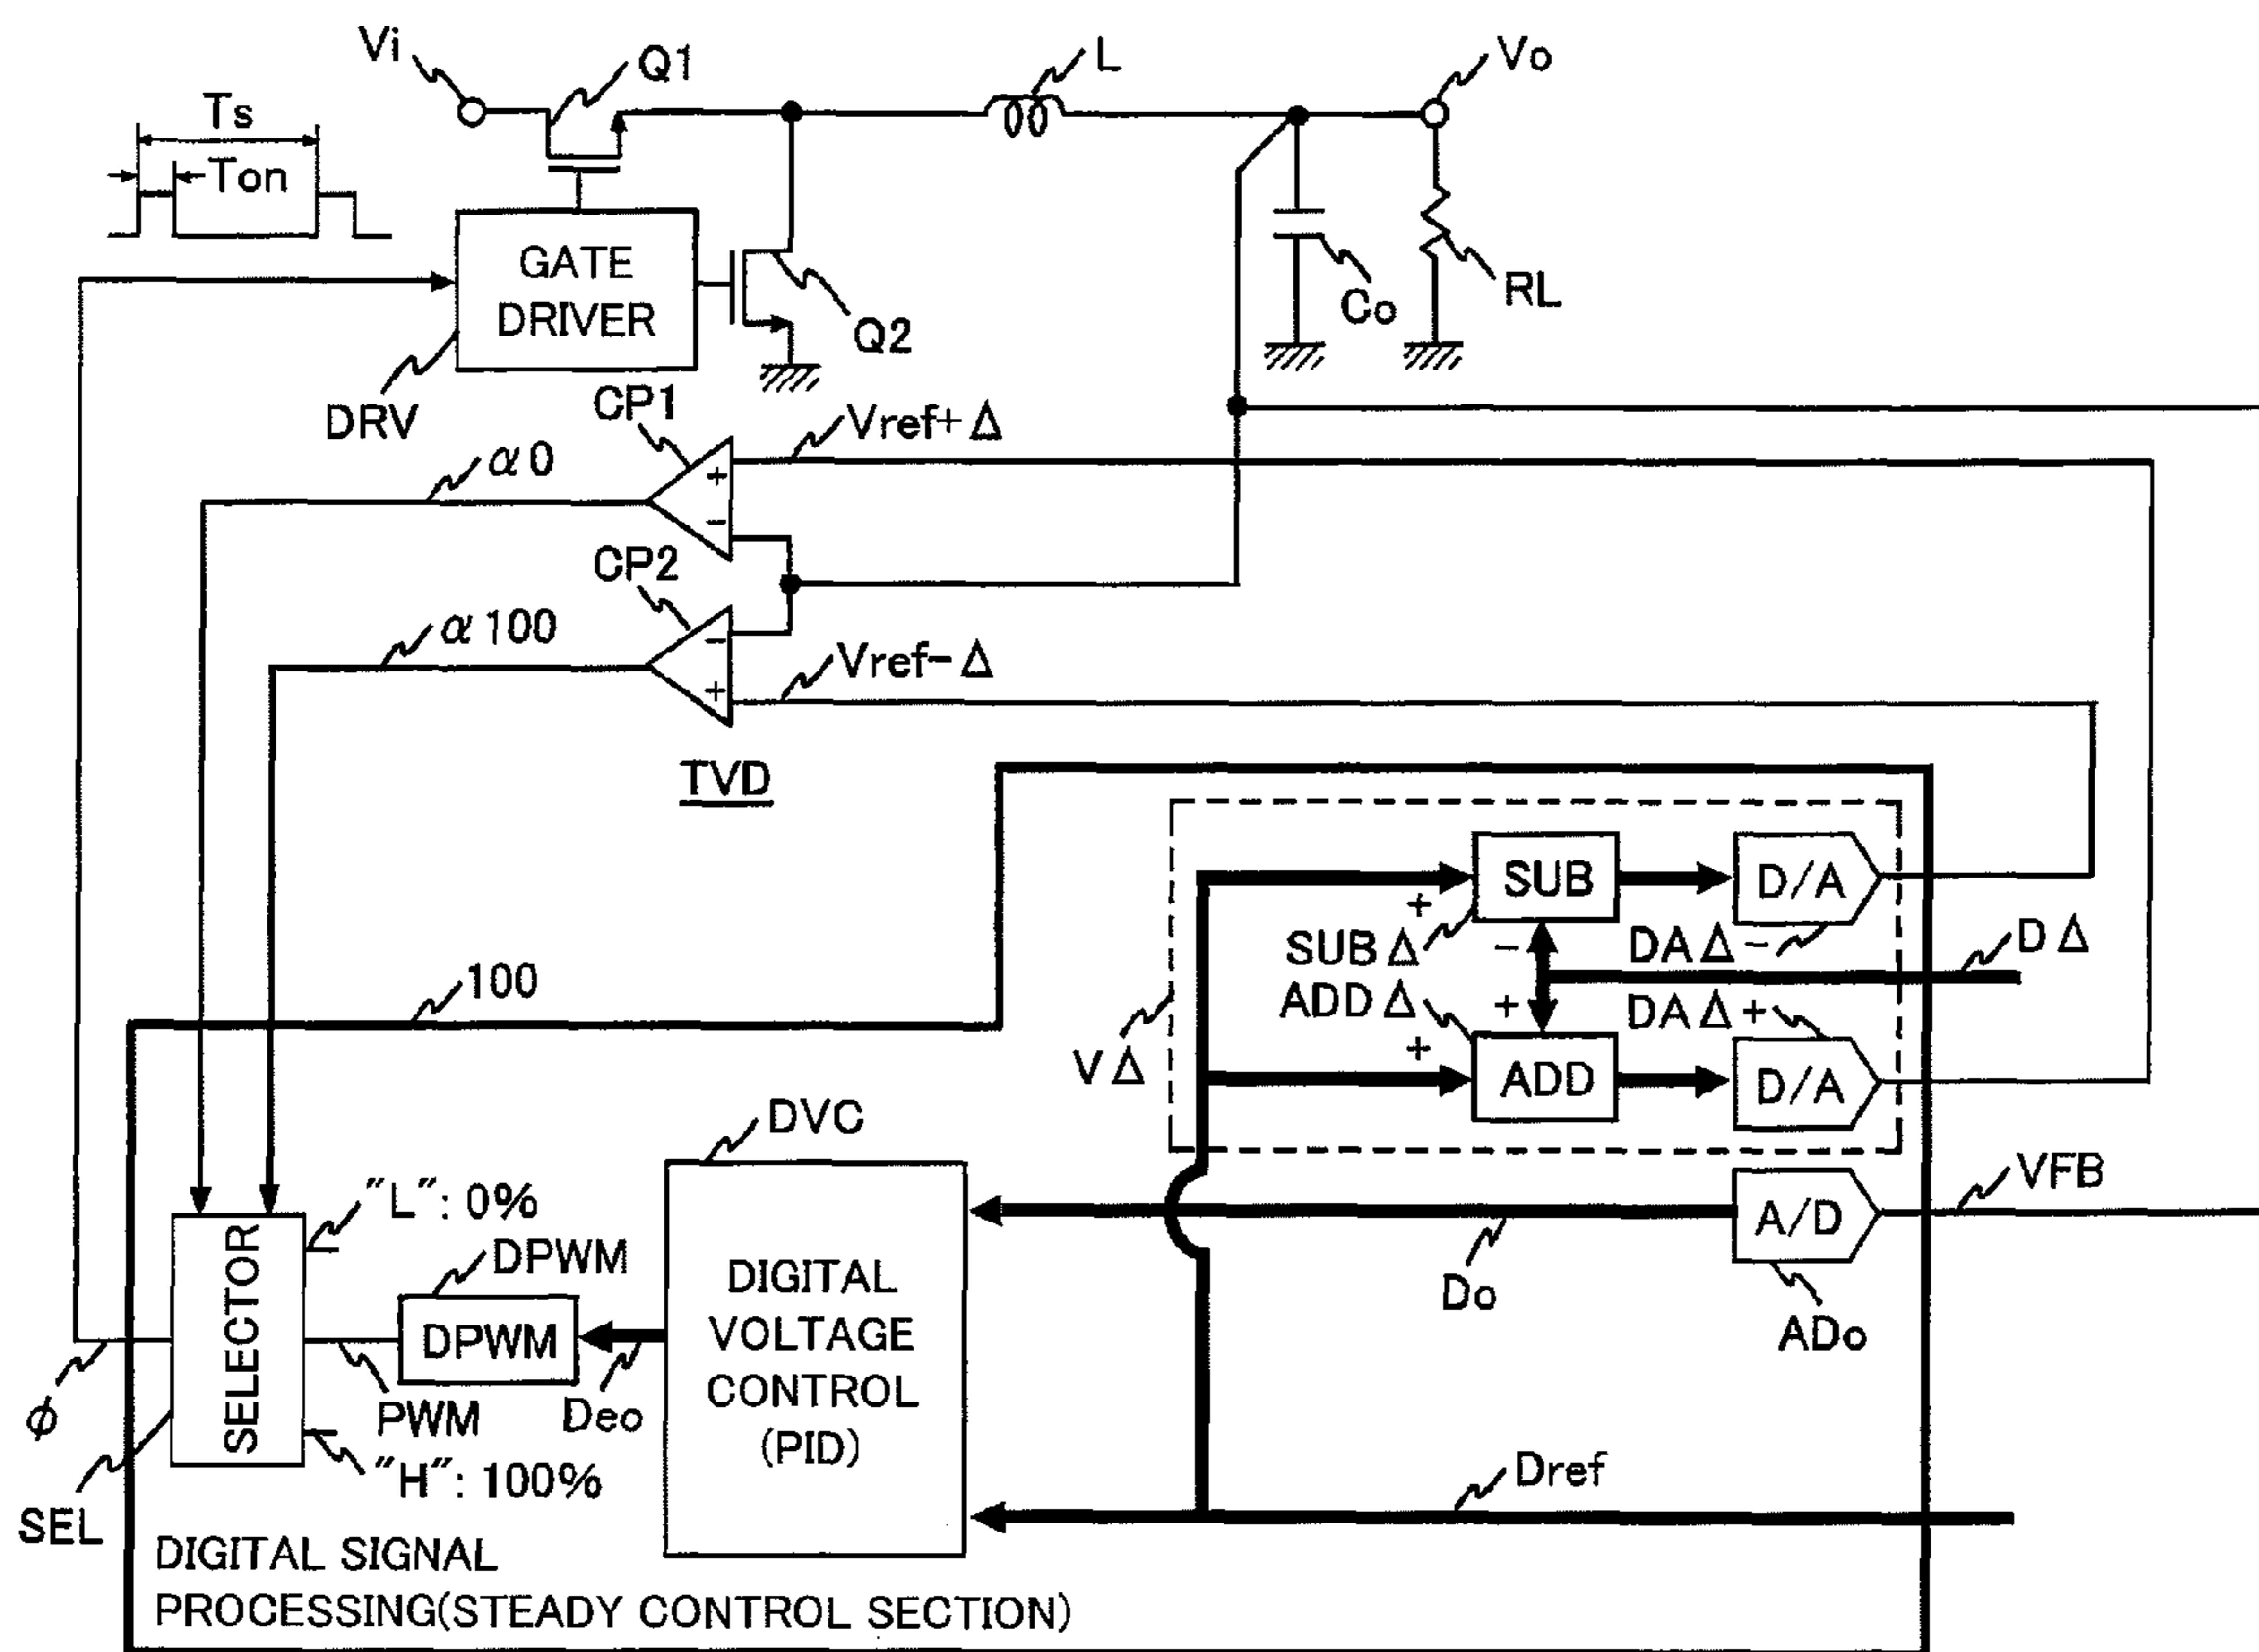 Vi
Q1
L
Vo
Ts
Ton
GATE
DRIVER
Q2
Co
RL
DRV
CP1
Vref+Δ
α0
+
−
CP2
α100
−
+
Vref−Δ
TVD
SUB
D/A
+
SUBΔ
−
DAΔ−
DΔ
ADDΔ
+
DAΔ+
100
VΔ
+
ADD
D/A
DVC
"L": 0%
VFB
A/D
SELECTOR
DPWM
DPWM
DIGITAL
VOLTAGE
CONTROL
(PID)
Do
ADo
φ
PWM
Deo
"H": 100%
Dref
SEL
DIGITAL SIGNAL
PROCESSING(STEADY CONTROL SECTION)